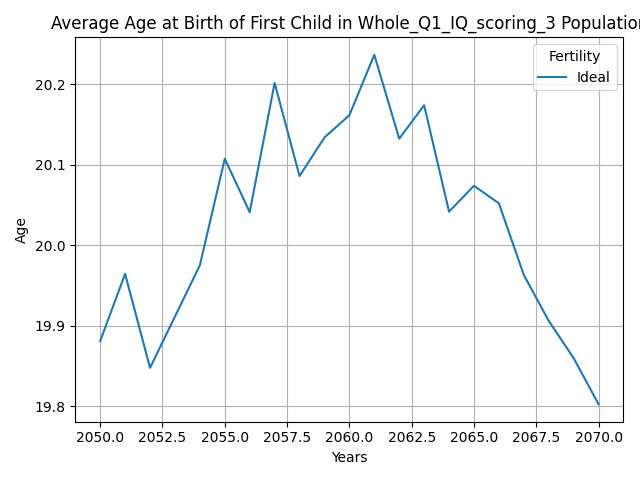 Average Age at Birth of First Child in Whole_Q1_IQ_scoring_3 Population
Fertility
Ideal
20.2
20.1
20.0
19.9
19.8
Age
2050.0 2052.5 2055.0 2057.5 2060.0 2062.5 2065.0 2067.5 2070.0
Years